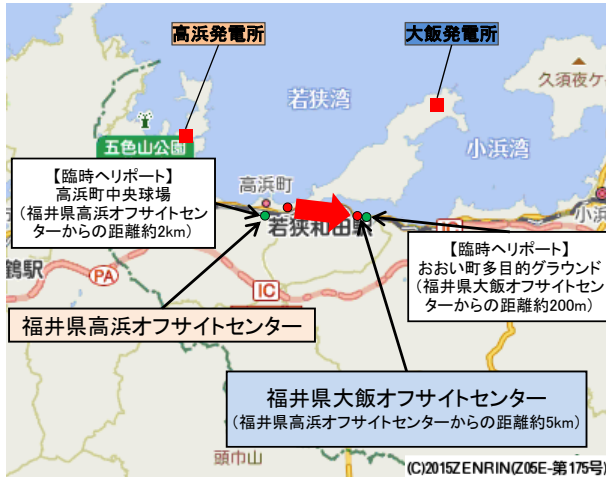 高浜発電所
大飯発電所
若狭湾
久須夜ケ
五色山公園
小浜湾
【臨時ヘリポート】
高浜町中央球場
（福井県高浜オフサイトセン
ターからの距離約2km）
高浜町
若狭和田駅
小浜
鶴駅
PA
IC
IC
【臨時ヘリポート】
おおい町多目的グラウンド
（福井県大飯オフサイトセン
ターからの距離約200m）
福井県高浜オフサイトセンター
福井県大飯オフサイトセンター
（福井県高浜オフサイトセンターからの距離約5km）
頭巾山
(C)2015ZENRIN(Z05E-第175号)